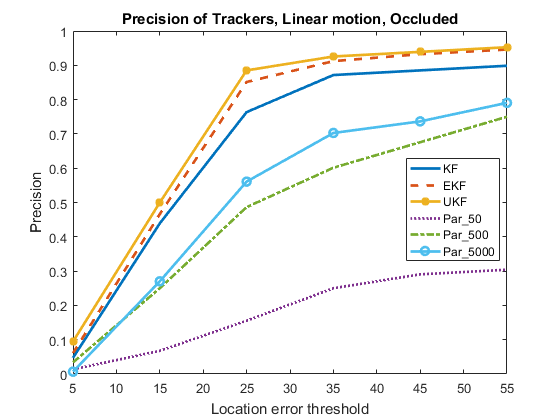 Precision of Trackers, Linear motion, Occluded
1
0.9
0.8
0.7
0.6
0.5
0.4
0.3
0.2
0.1
0
Precision
KF
EKF
UKF
Par_50
Par_500
Par_5000
5 10 15 20 25 30 35 40 45 50 55
Location error threshold